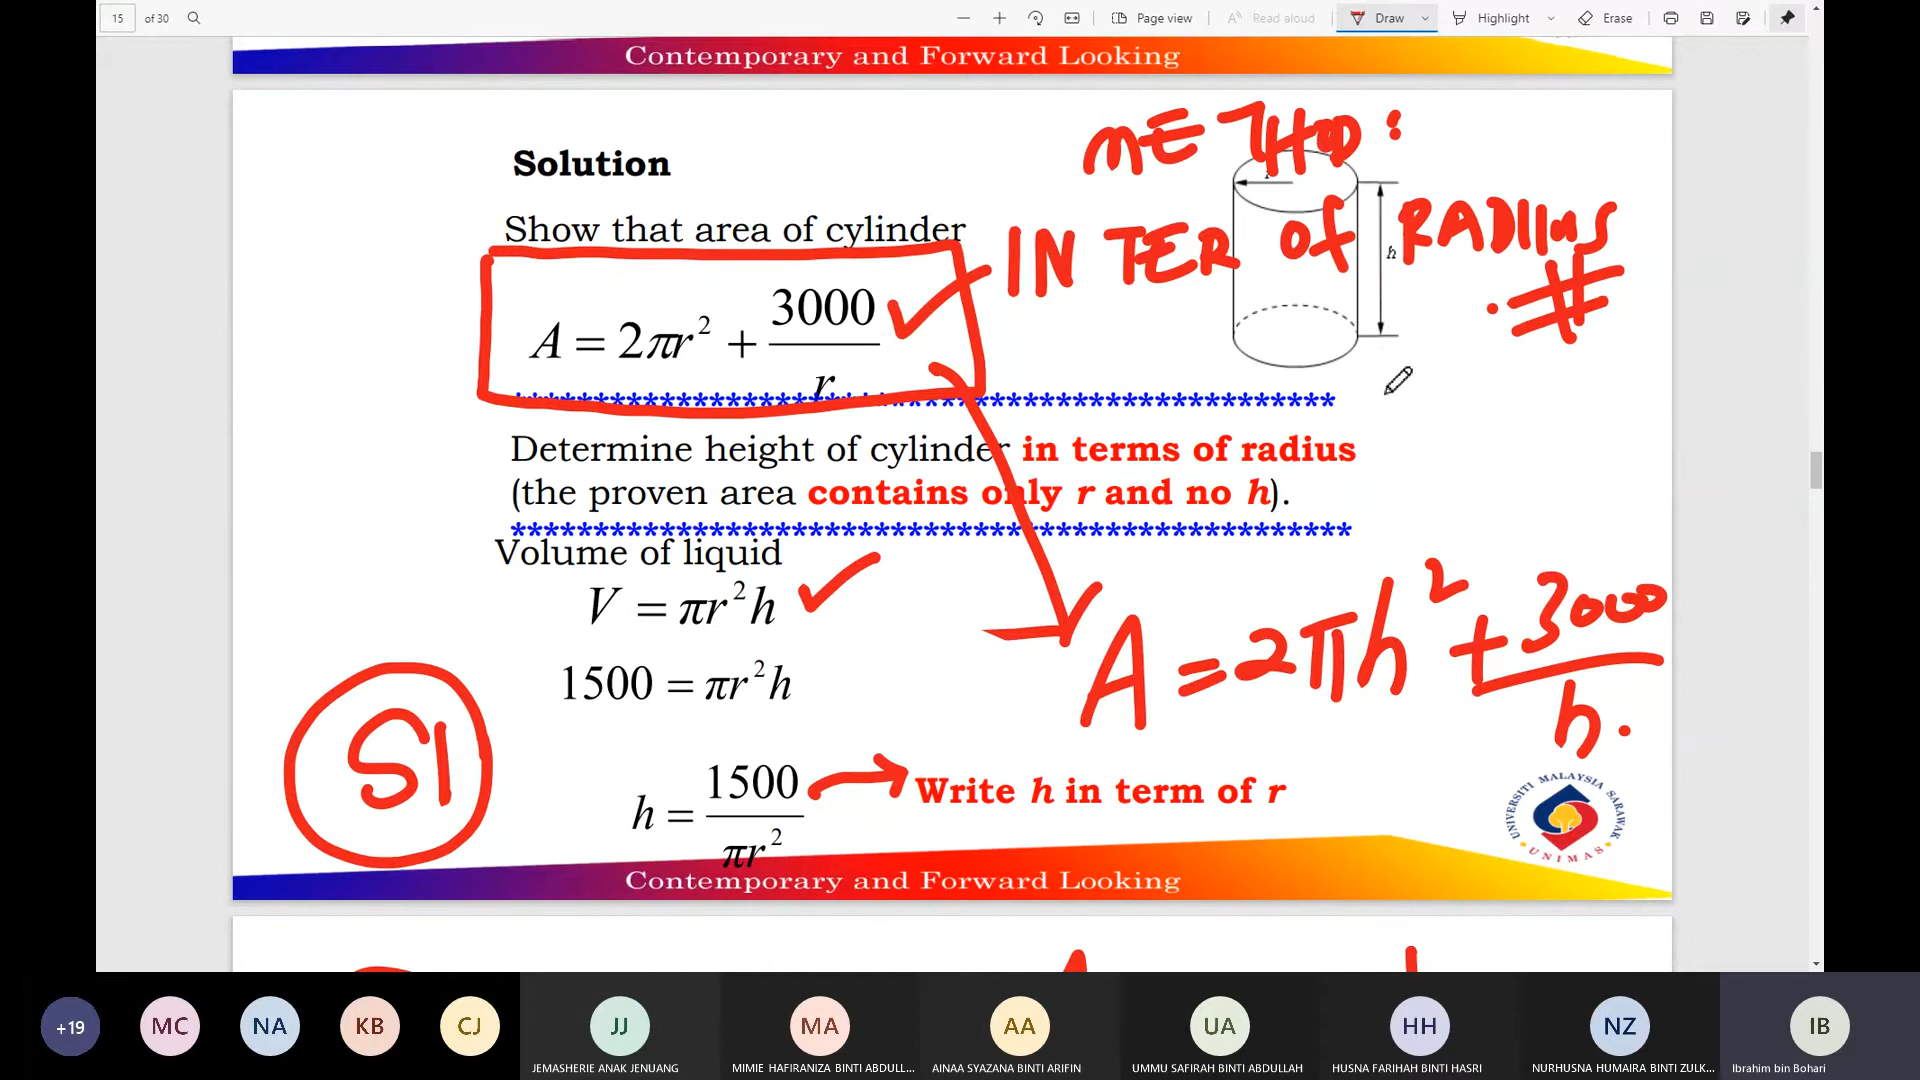 15 of 30 Page view Read aloud Draw Highlight Erase
Contemporary and Forward Looking
METHOD:
Solution
Show that area of cylinder
IN TER of RADIUS
h
A = 2πr² + 3000/r
**************************************************
Determine height of cylinder in terms of radius
(the proven area contains only r and no h).
***************************************************
Volume of liquid
V = πr²h
A = 2πh² + 3000/h.
1500 = πr²h
S1
h = 1500/πr²
Write h in term of r
UNIVERSITI MALAYSIA SARAWAK
UNIMAS
Contemporary and Forward Looking
+19 MC NA KB CJ JJ MA AA UA HH NZ IB
JEMASHERIE ANAK JENUANG MIMIE HAFIRANIZA BINTI ABDULL... AINAA SYAZANA BINTI ARIFIN UMMU SAFIRAH BINTI ABDULLAH HUSNA FARIHAH BINTI HASRI NURHUSNA HUMAIRA BINTI ZULK... Ibrahim bin Bohari